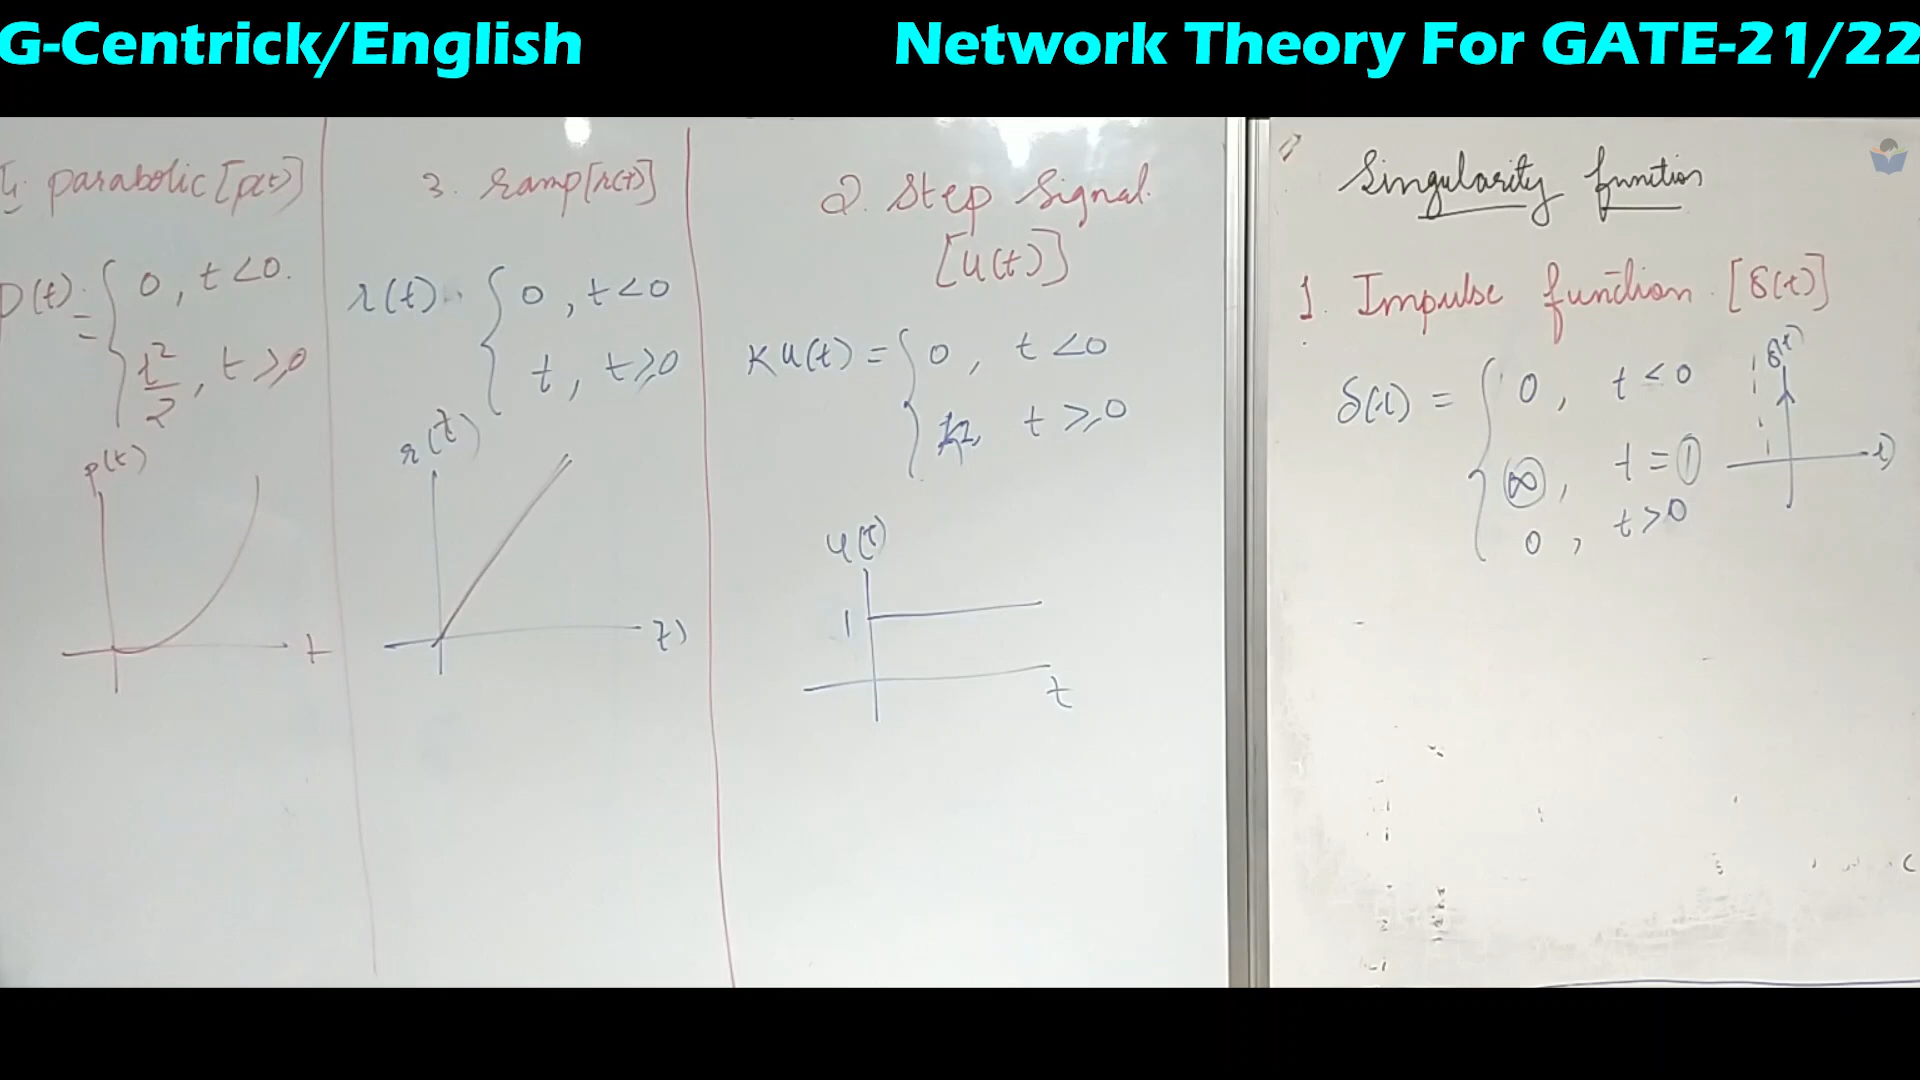 G-Centrick/English
Network Theory For GATE-21/22
4. parabolic [p(t)]
p(t) = { 0, t<0.
t²/2, t≥0
p(t)
t
3. ramp [r(t)]
r(t) { 0, t<0
t, t≥0
r(t)
t)
2. Step Signal.
[u(t)]
Ku(t) = { 0, t<0
t≥0
u(t)
1
t
Singularity function
1. Impulse function. [δ(t)]
δ(t) = { 0, t<0
∞, t=
0, t>0
δ(t)
t)